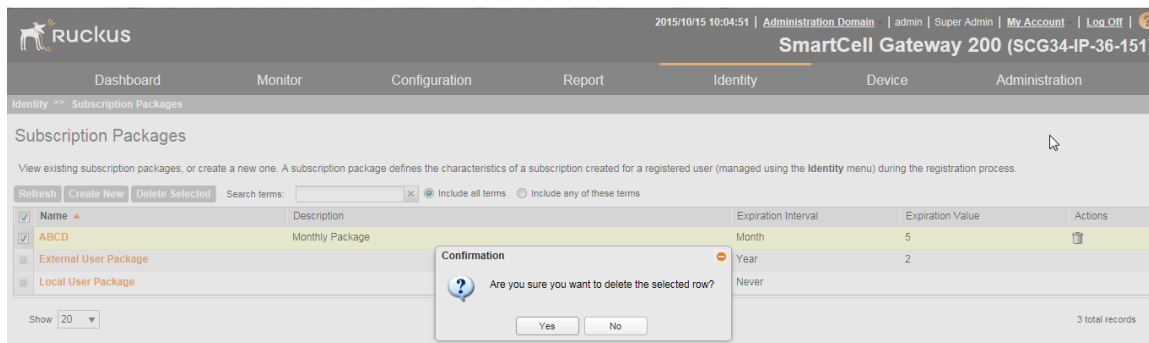 Ruckus
2015/10/15 10:04:51 | Administration Domain | admin | Super Admin | My Account | Log Off | ?
SmartCell Gateway 200 (SCG34-IP-36-151)
Dashboard Monitor Configuration Report Identity Device Administration
Identity >> Subscription Packages
Subscription Packages
View existing subscription packages, or create a new one. A subscription package defines the characteristics of a subscription created for a registered user (managed using the Identity menu) during the registration process.
Refresh Create New Delete Selected Search terms: Include all terms Include any of these terms
Name Description Expiration Interval Expiration Value Actions
ABCD Monthly Package Month 5
External User Package Year 2
Local User Package Never
Confirmation
Are you sure you want to delete the selected row?
Yes No
Show 20 3 total records